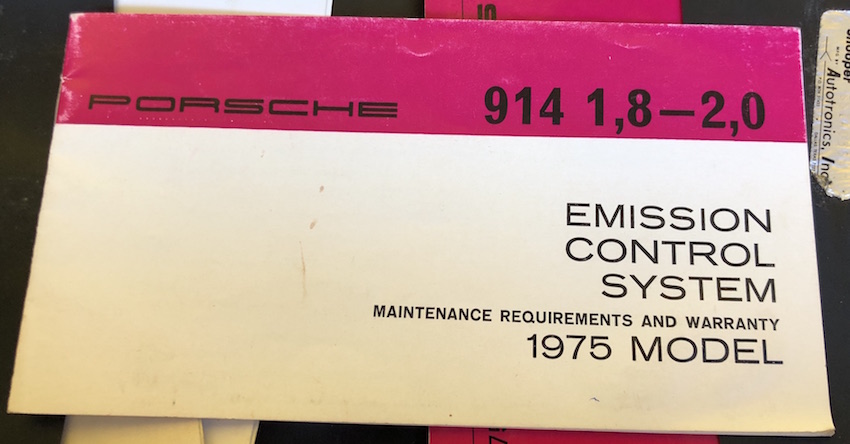 PORSCHE 914 1,8—2,0
EMISSION
CONTROL
SYSTEM
MAINTENANCE REQUIREMENTS AND WARRANTY
1975 MODEL
Autotronics, Inc